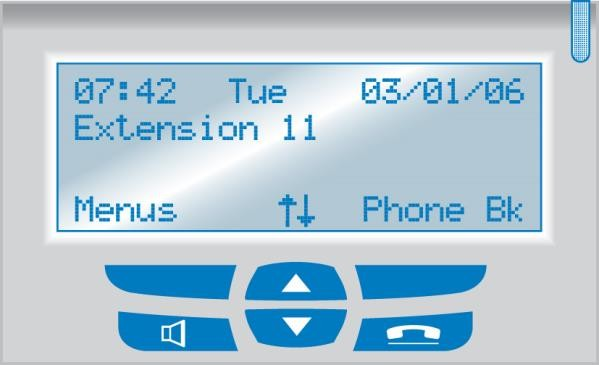 07:42 Tue 03/01/06
Extension 11
Menus ↑↓ Phone Bk